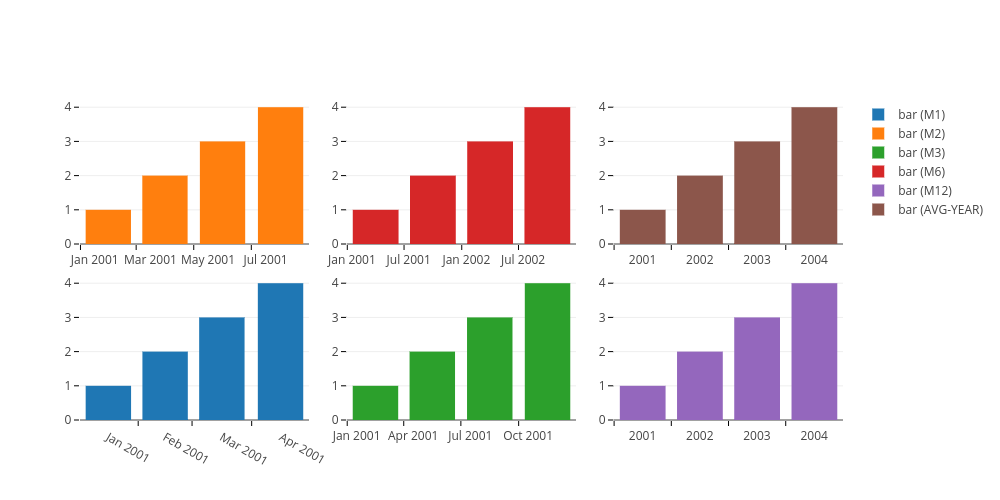 4
3
2
1
0
Jan 2001 Mar 2001 May 2001 Jul 2001
4
3
2
1
0
Jan 2001 Jul 2001 Jan 2002 Jul 2002
4
3
2
1
0
2001 2002 2003 2004
bar (M1)
bar (M2)
bar (M3)
bar (M6)
bar (M12)
bar (AVG-YEAR)
4
3
2
1
0
Jan 2001 Feb 2001 Mar 2001 Apr 2001
4
3
2
1
0
Jan 2001 Apr 2001 Jul 2001 Oct 2001
4
3
2
1
0
2001 2002 2003 2004